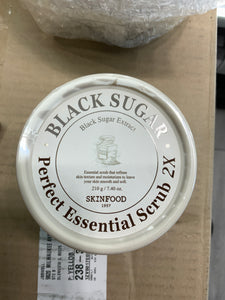 BLACK SUGAR
Black Sugar Extract
Essential scrub that refines
skin texture and moisturizes to leave
your skin smooth and soft
210 g / 7.40 oz.
SKINFOOD
1957
Perfect Essential Scrub 2X